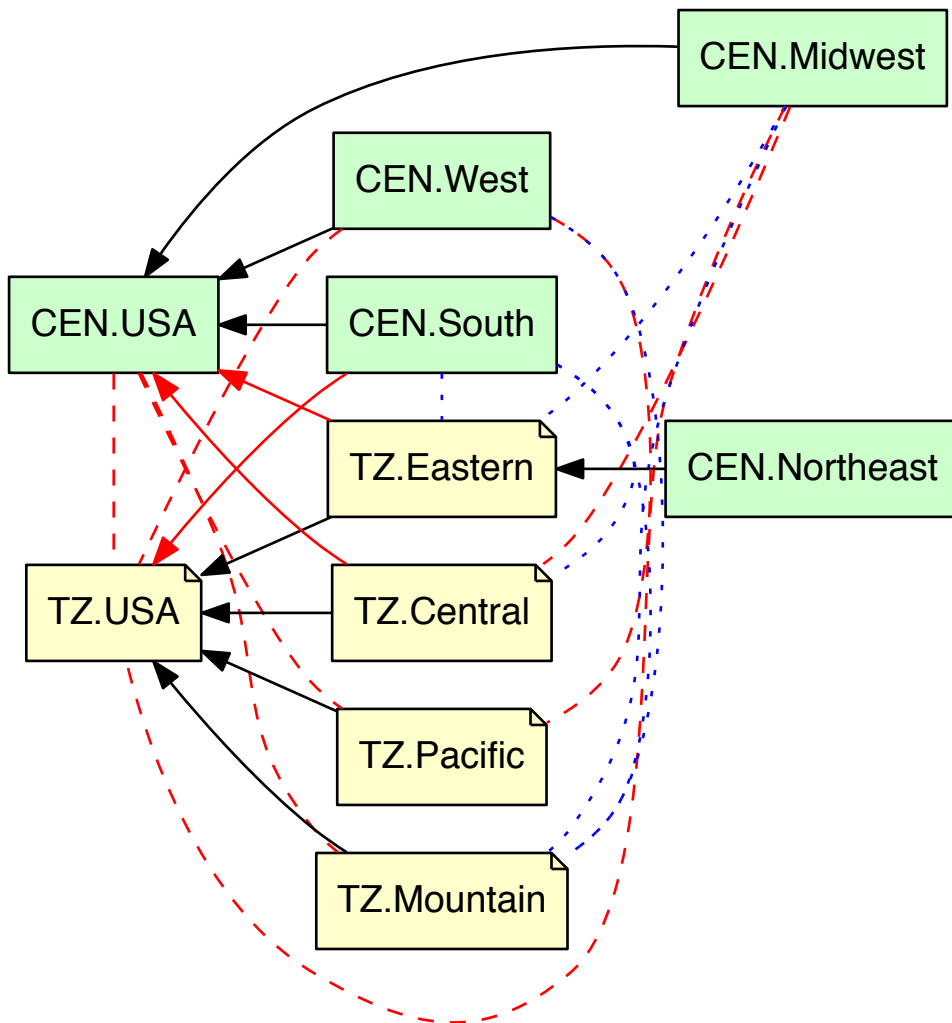 CEN.Midwest
CEN.West
CEN.USA
CEN.South
TZ.Eastern
CEN.Northeast
TZ.USA
TZ.Central
TZ.Pacific
TZ.Mountain